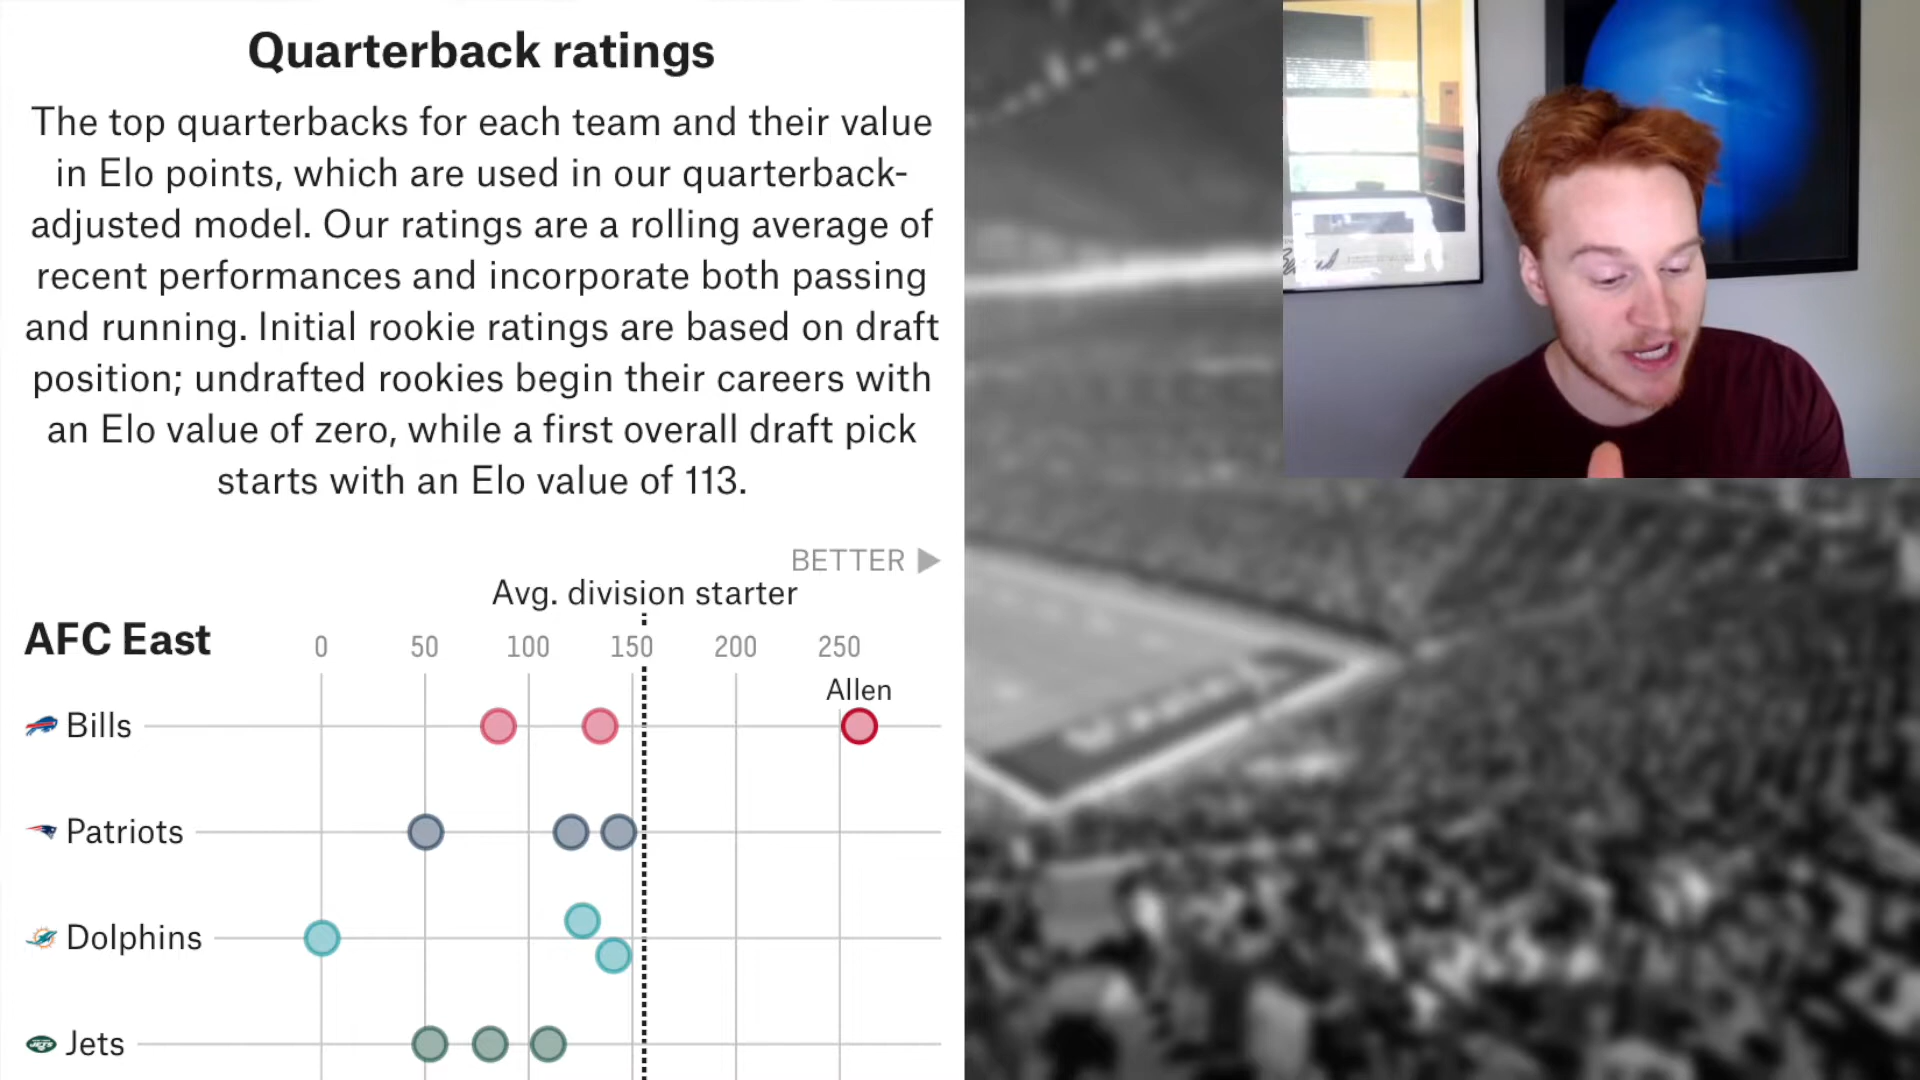 Quarterback ratings
The top quarterbacks for each team and their value
in Elo points, which are used in our quarterback-
adjusted model. Our ratings are a rolling average of
recent performances and incorporate both passing
and running. Initial rookie ratings are based on draft
position; undrafted rookies begin their careers with
an Elo value of zero, while a first overall draft pick
starts with an Elo value of 113.
BETTER ▶
Avg. division starter
AFC East
0 50 100 150 200 250
Allen
Bills
Patriots
Dolphins
Jets